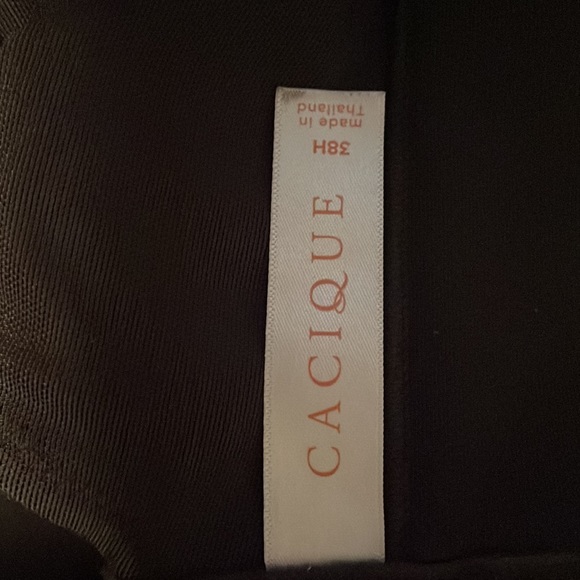 CACIQUE
38H
made in
Thailand